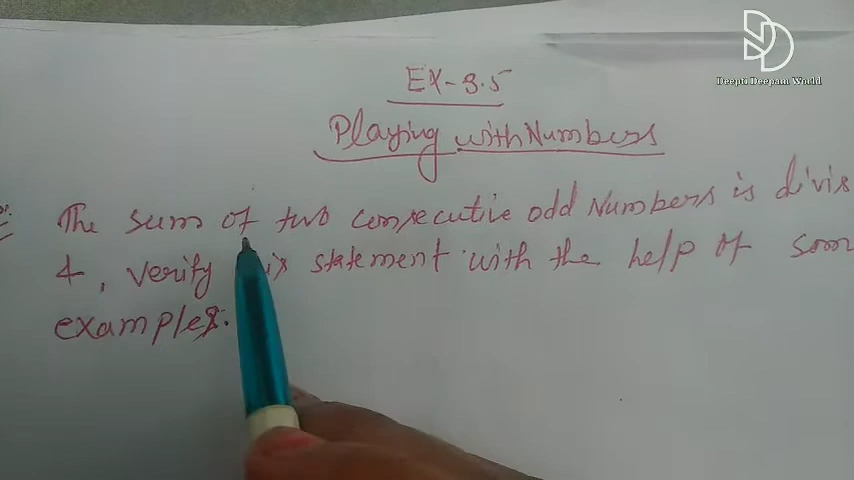 Deepti Deepam World
EX-3.5
Playing with Numbers
The sum of two consecutive odd Numbers is divis
4, verify statement with the help of som
examples.